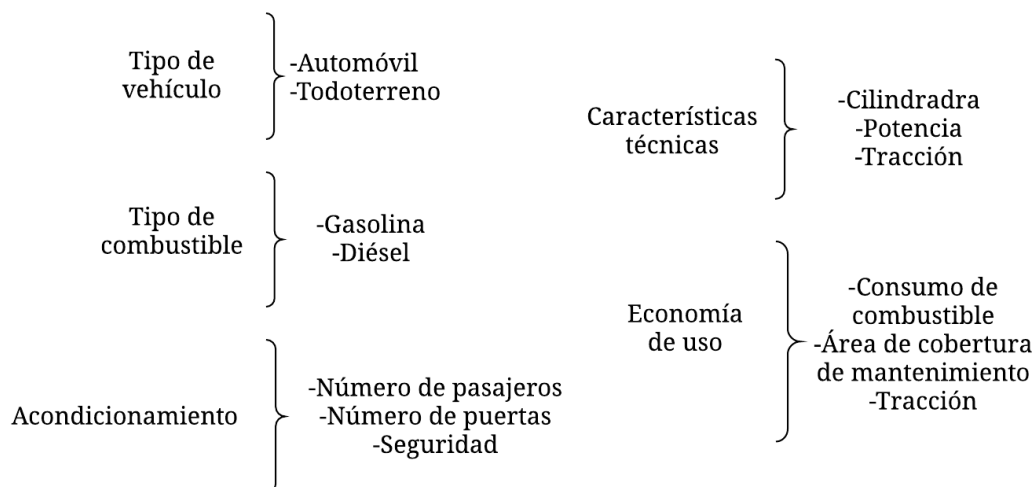 Tipo de
vehículo
-Automóvil
-Todoterreno
Tipo de
combustible
-Gasolina
-Diésel
Acondicionamiento
-Número de pasajeros
-Número de puertas
-Seguridad
Características
técnicas
-Cilindradra
-Potencia
-Tracción
Economía
de uso
-Consumo de
combustible
-Área de cobertura
de mantenimiento
-Tracción